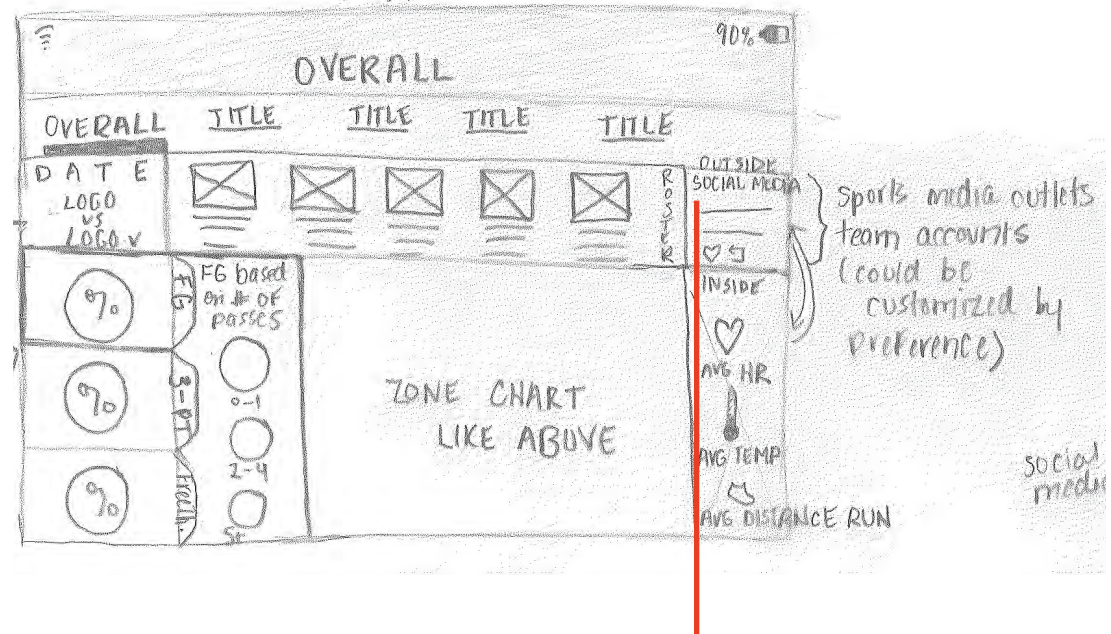 90%
OVERALL
OVERALL TITLE TITLE TITLE TITLE
DATE
LOGO
vs
LOGO v
ROSTER
OUTSIDE
SOCIAL MEDIA
Sports media outlets
team accounts
(could be
customized by
preference)
%
FG
FG based
on # OF
passes
0-1
2-4
5+
%
3-PT
%
Freeth.
ZONE CHART
LIKE ABOVE
INSIDE
AVG HR
AVG TEMP
AVG DISTANCE RUN
social